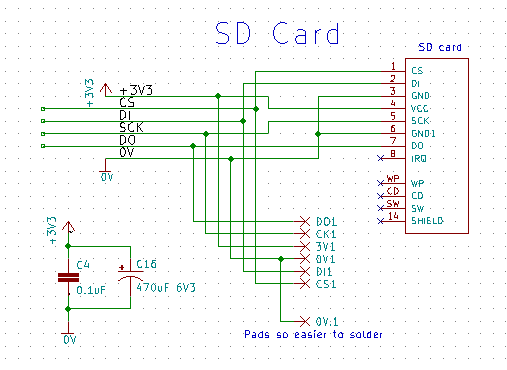 SD Card
SD card
1 CS
2 DI
3 GND
4 VCC
5 SCK
6 GND1
7 DO
8 IRQ
WP WP
CD CD
SW SW
14 SHIELD
+3V3
+3V3
CS
DI
SCK
DO
0V
0V
DO1
CK1
3V1
0V1
DI1
CS1
0V:1
Pads so easier to solder
+3V3
C4
0.1uF
C16
470uF 6V3
0V